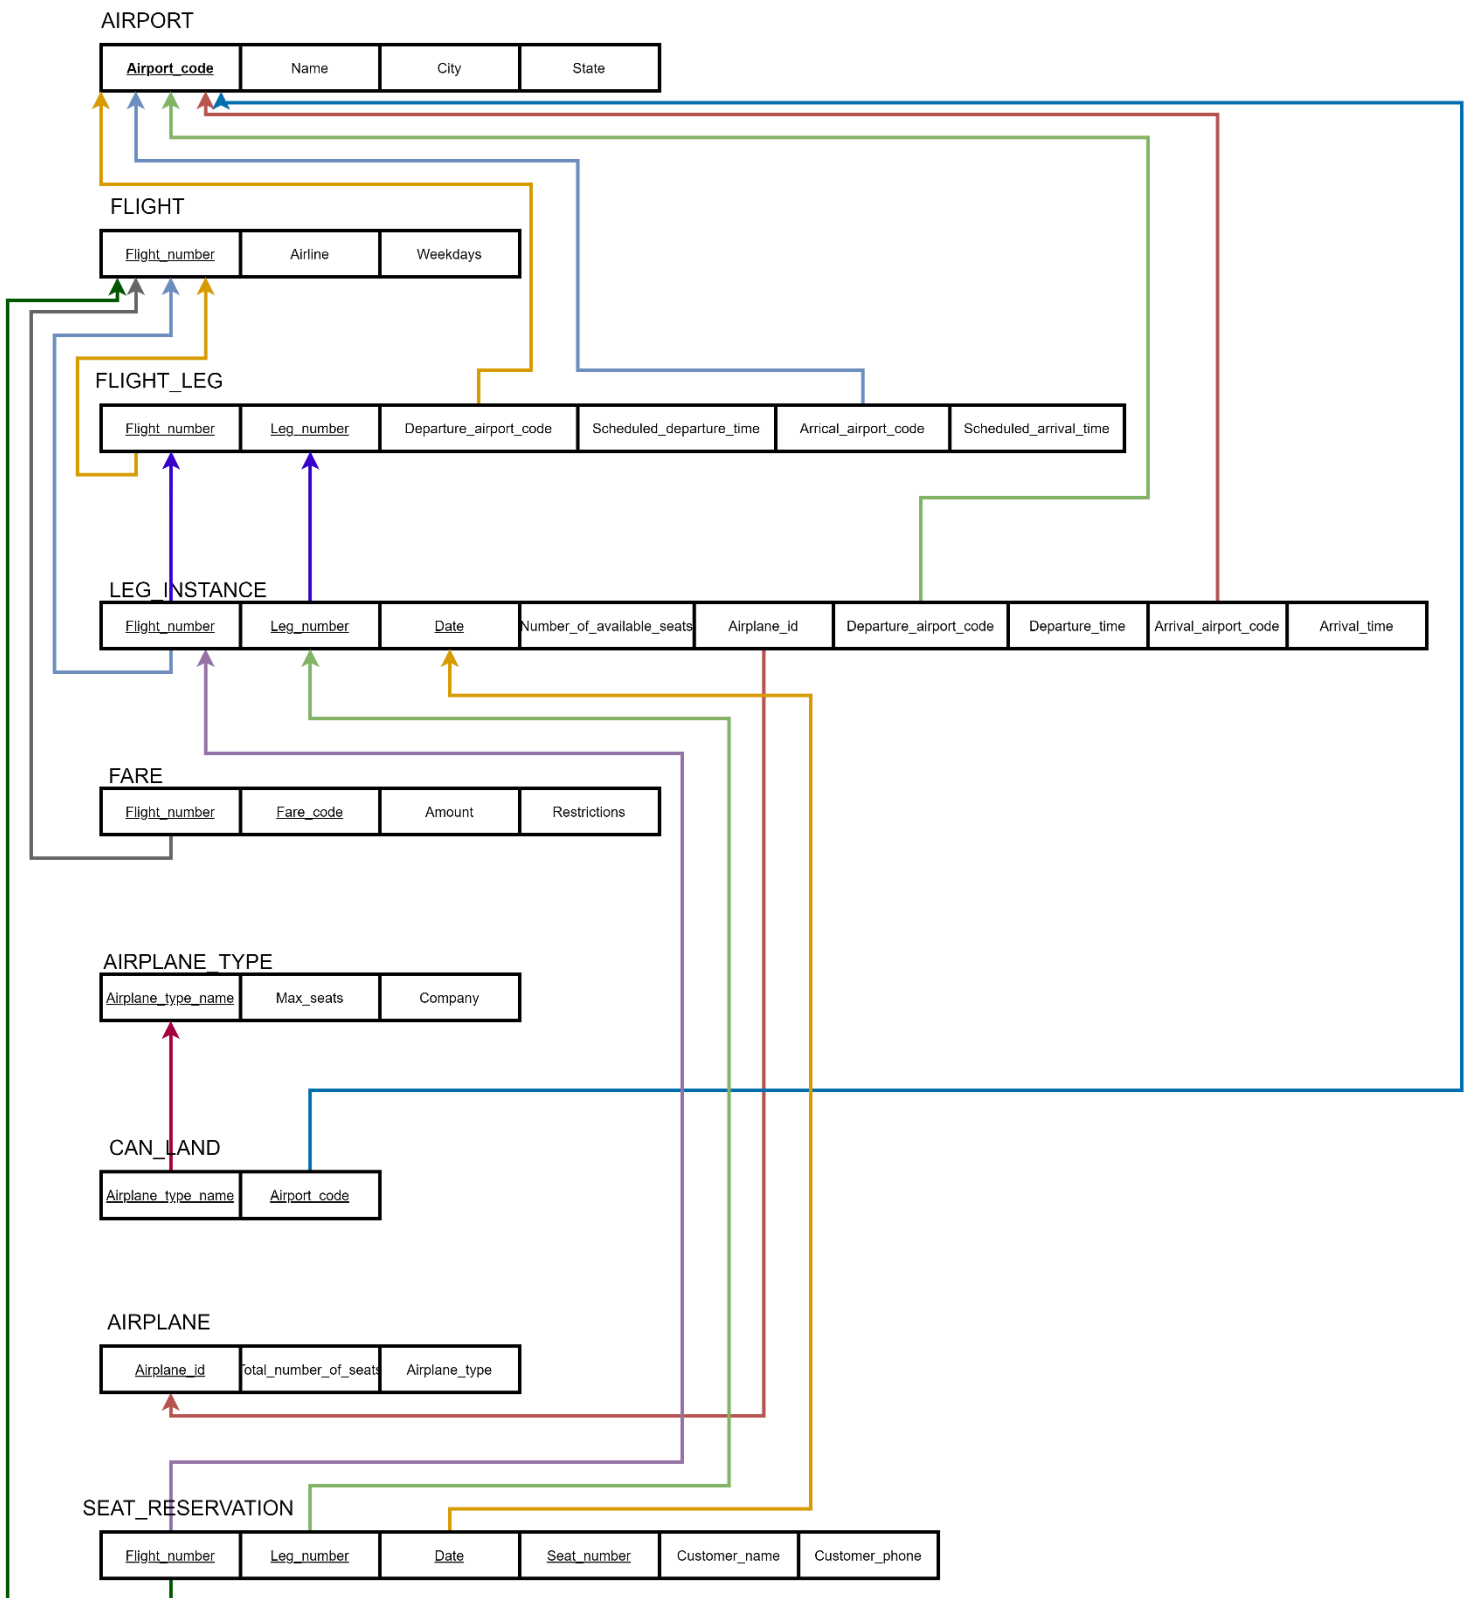 AIRPORT
Airport_code Name City State
FLIGHT
Flight_number Airline Weekdays
FLIGHT_LEG
Flight_number Leg_number Departure_airport_code Scheduled_departure_time Arrical_airport_code Scheduled_arrival_time
LEG_INSTANCE
Flight_number Leg_number Date Number_of_available_seats Airplane_id Departure_airport_code Departure_time Arrival_airport_code Arrival_time
FARE
Flight_number Fare_code Amount Restrictions
AIRPLANE_TYPE
Airplane_type_name Max_seats Company
CAN_LAND
Airplane_type_name Airport_code
AIRPLANE
Airplane_id Total_number_of_seats Airplane_type
SEAT_RESERVATION
Flight_number Leg_number Date Seat_number Customer_name Customer_phone